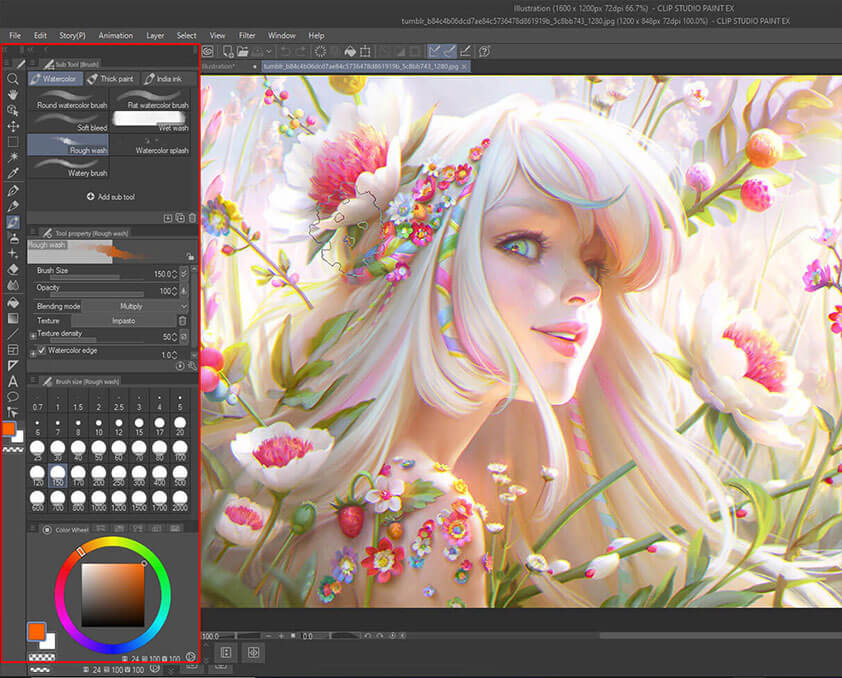 Illustration (1600 x 1200px 72dpi 66.7%) - CLIP STUDIO PAINT EX
tumblr_b84c4b06dcd7ae84c5736478d861919b_5c8bb743_1280.jpg (1200 x 848px 72dpi 100.0%) - CLIP STUDIO PAINT EX
File Edit Story(P) Animation Layer Select View Filter Window Help
Sub Tool [Brush]
Illustration* tumblr_b84c4b06dcd7ae84c5736478d861919b_5c8bb743_1280.jpg
Watercolor Thick paint India ink
Round watercolor brush Flat watercolor brush
Soft bleed Wet wash
Rough wash Watercolor splash
Watery brush
Add sub tool
Tool property [Rough wash]
Rough wash
Brush Size 150.0
Opacity 100
Blending mode Multiply
Texture Impasto
Texture density 50
Watercolor edge 1.0
Brush size [Rough wash]
0.7 1 1.5 2 2.5 3 4 5
6 7 8 10 12 15 17 20
25 30 40 50 60 70 80 100
120 150 170 200 250 300 400 500
600 700 800 1000 1200 1500 1700 2000
Color Wheel
100.0 0.0
24 100 100
24 100 100